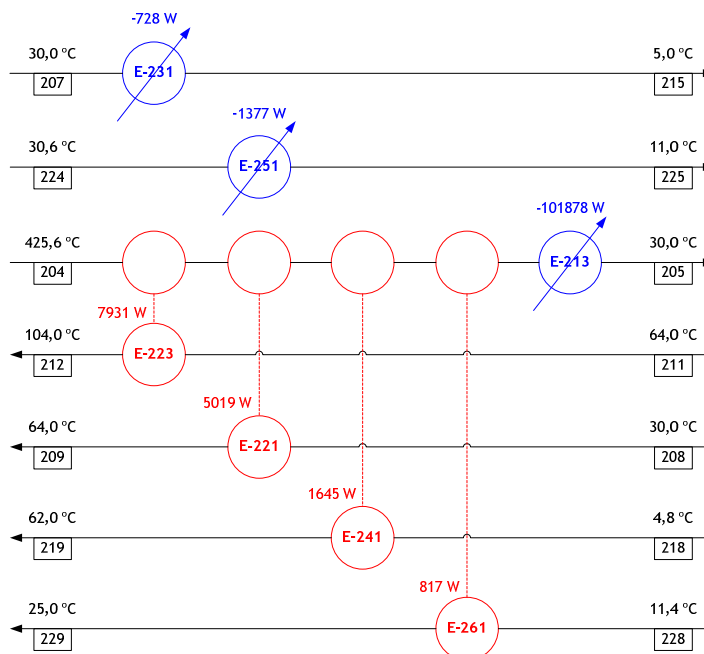 -728 W
30,0 °C
E-231
5,0 °C
207
215
-1377 W
30,6 °C
E-251
11,0 °C
224
225
-101878 W
425,6 °C
E-213
30,0 °C
204
205
7931 W
104,0 °C
E-223
64,0 °C
212
211
5019 W
64,0 °C
E-221
30,0 °C
209
208
1645 W
62,0 °C
E-241
4,8 °C
219
218
817 W
25,0 °C
E-261
11,4 °C
229
228